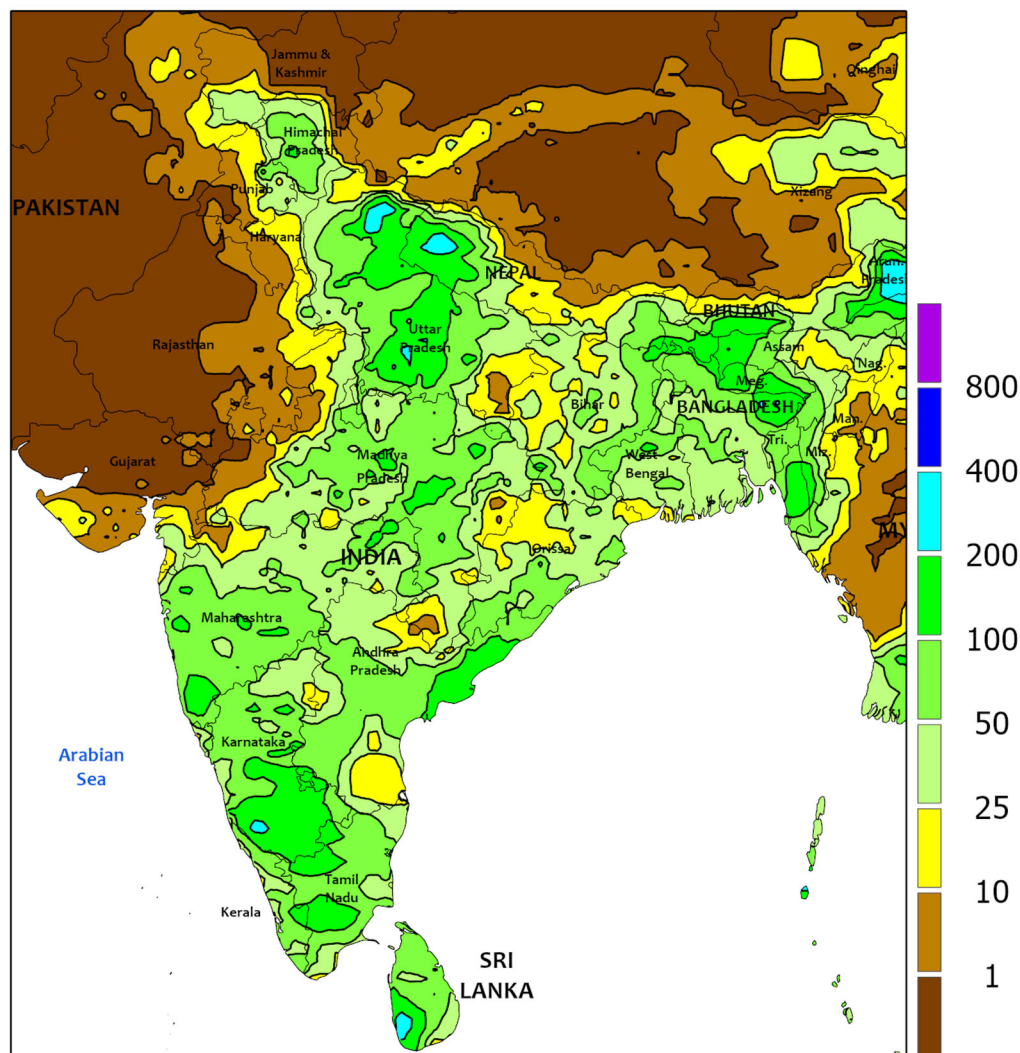 Jammu &
Kashmir
Qinghai
Himachal
Pradesh
Punjab
Xizang
PAKISTAN
Haryana
NEPAL
Arun.
Pradesh
BHUTAN
Uttar
Pradesh
Rajasthan
Assam
Nag.
Meg.
800
BANGLADESH
Bihar
Man.
Tri.
Miz.
Gujarat
Madhya
Pradesh
West
Bengal
400
MY
INDIA
Orissa
200
Maharashtra
100
Andhra
Pradesh
50
Karnataka
Arabian
Sea
25
Tamil
Nadu
10
Kerala
SRI
LANKA
1